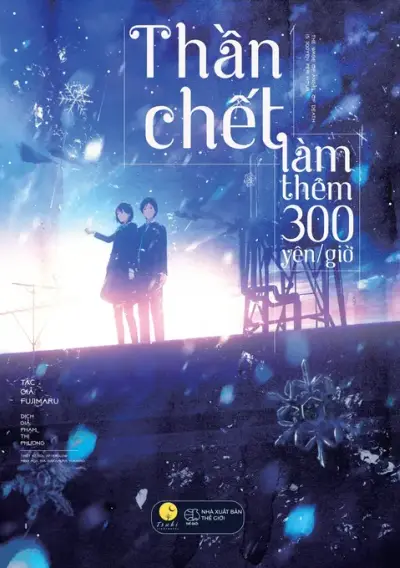 Thần
chết
làm
thêm
300
yên/giờ
TÁC
GIẢ
FUJIMARU
DỊCH
GIẢ
PHẠM
THỊ
PHƯƠNG
Tsuki
NHÀ XUẤT BẢN
THẾ GIỚI